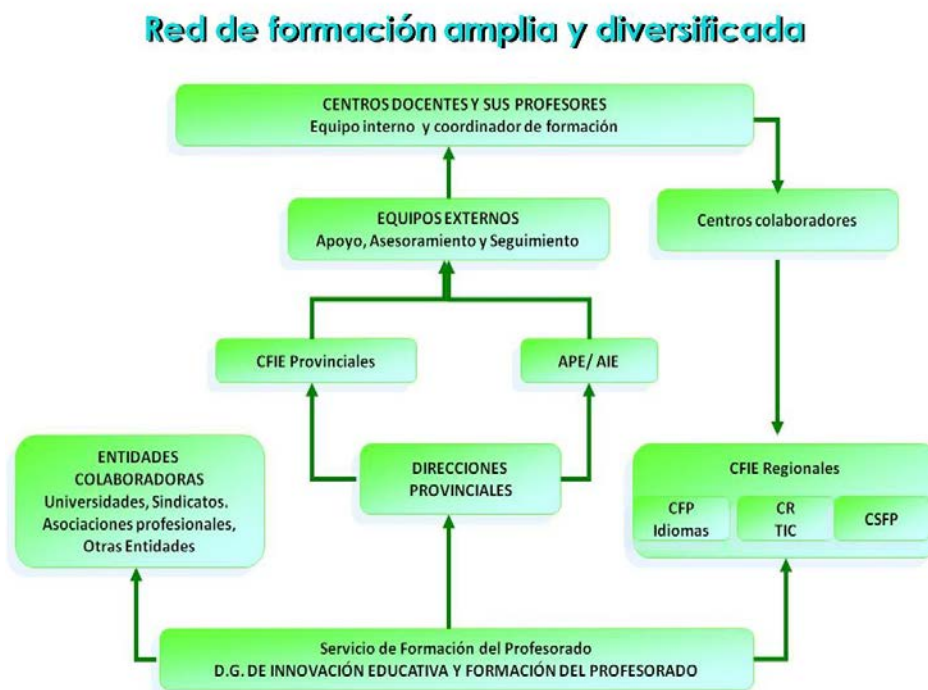 Red de formación amplia y diversificada
CENTROS DOCENTES Y SUS PROFESORES
Equipo interno y coordinador de formación
EQUIPOS EXTERNOS
Apoyo, Asesoramiento y Seguimiento
Centros colaboradores
CFIE Provinciales
APE/ AIE
ENTIDADES
COLABORADORAS
Universidades, Sindicatos.
Asociaciones profesionales,
Otras Entidades
DIRECCIONES
PROVINCIALES
CFIE Regionales
CFP
Idiomas
CR
TIC
CSFP
Servicio de Formación del Profesorado
D.G. DE INNOVACIÓN EDUCATIVA Y FORMACIÓN DEL PROFESORADO